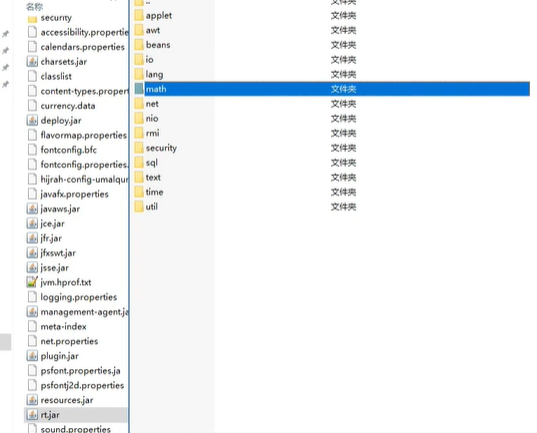 名称
security
accessibility.propertie
calendars.properties
charsets.jar
classlist
content-types.propert
currency.data
deploy.jar
flavormap.properties
fontconfig.bfc
fontconfig.properties.
hijrah-config-umalqur
javafx.properties
javaws.jar
jce.jar
jfr.jar
jfxswt.jar
jsse.jar
jvm.hprof.txt
logging.properties
management-agent.ja
meta-index
net.properties
plugin.jar
psfont.properties.ja
psfontj2d.properties
resources.jar
rt.jar
sound.properties
.. 文件夹
applet 文件夹
awt 文件夹
beans 文件夹
io 文件夹
lang 文件夹
math 文件夹
net 文件夹
nio 文件夹
rmi 文件夹
security 文件夹
sql 文件夹
text 文件夹
time 文件夹
util 文件夹